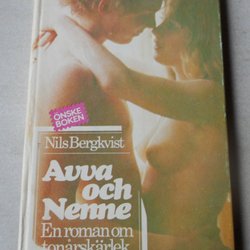 ÖNSKE
BOKEN
Nils Bergkvist
Avva
och
Nenne
En roman om
tonårskärlek